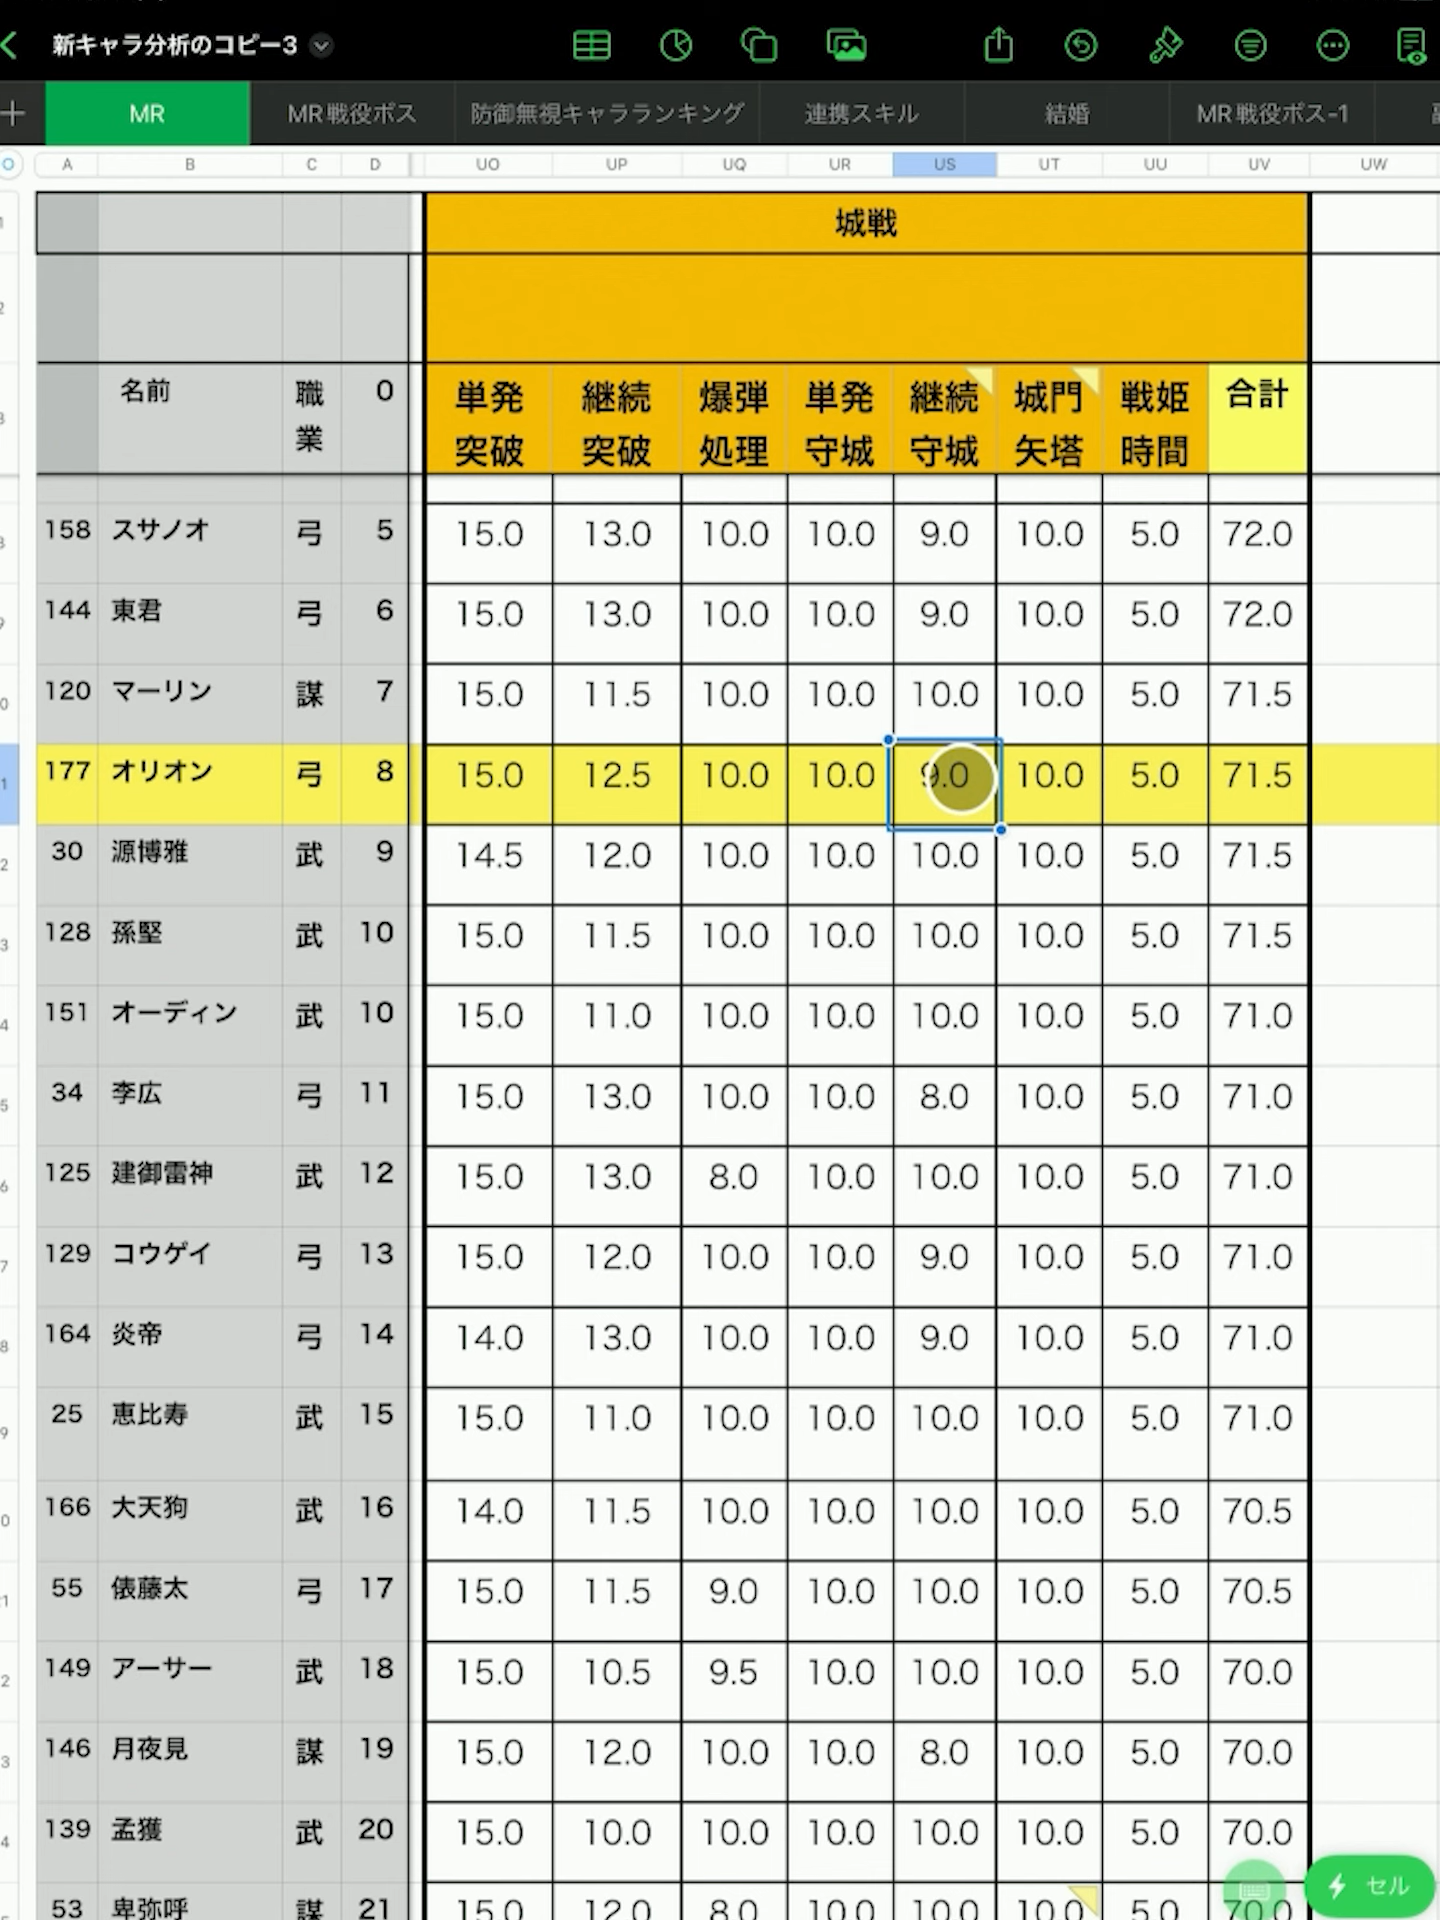 新キャラ分析のコピー3
MR MR戦役ボス 防御無視キャラランキング 連携スキル 結婚 MR戦役ボス-1
A B C D UO UP UQ UR US UT UU UV UW
城戦
名前 職業 0 単発突破 継続突破 爆弾処理 単発守城 継続守城 城門矢塔 戦姫時間 合計
158 スサノオ 弓 5 15.0 13.0 10.0 10.0 9.0 10.0 5.0 72.0
144 東君 弓 6 15.0 13.0 10.0 10.0 9.0 10.0 5.0 72.0
120 マーリン 謀 7 15.0 11.5 10.0 10.0 10.0 10.0 5.0 71.5
177 オリオン 弓 8 15.0 12.5 10.0 10.0 9.0 10.0 5.0 71.5
30 源博雅 武 9 14.5 12.0 10.0 10.0 10.0 10.0 5.0 71.5
128 孫堅 武 10 15.0 11.5 10.0 10.0 10.0 10.0 5.0 71.5
151 オーディン 武 10 15.0 11.0 10.0 10.0 10.0 10.0 5.0 71.0
34 李広 弓 11 15.0 13.0 10.0 10.0 8.0 10.0 5.0 71.0
125 建御雷神 武 12 15.0 13.0 8.0 10.0 10.0 10.0 5.0 71.0
129 コウゲイ 弓 13 15.0 12.0 10.0 10.0 9.0 10.0 5.0 71.0
164 炎帝 弓 14 14.0 13.0 10.0 10.0 9.0 10.0 5.0 71.0
25 恵比寿 武 15 15.0 11.0 10.0 10.0 10.0 10.0 5.0 71.0
166 大天狗 武 16 14.0 11.5 10.0 10.0 10.0 10.0 5.0 70.5
55 俵藤太 弓 17 15.0 11.5 9.0 10.0 10.0 10.0 5.0 70.5
149 アーサー 武 18 15.0 10.5 9.5 10.0 10.0 10.0 5.0 70.0
146 月夜見 謀 19 15.0 12.0 10.0 10.0 8.0 10.0 5.0 70.0
139 孟獲 武 20 15.0 10.0 10.0 10.0 10.0 10.0 5.0 70.0
53 卑弥呼 謀 21 15.0 12.0 8.0 10.0 10.0 10.0 5.0 70.0
セル